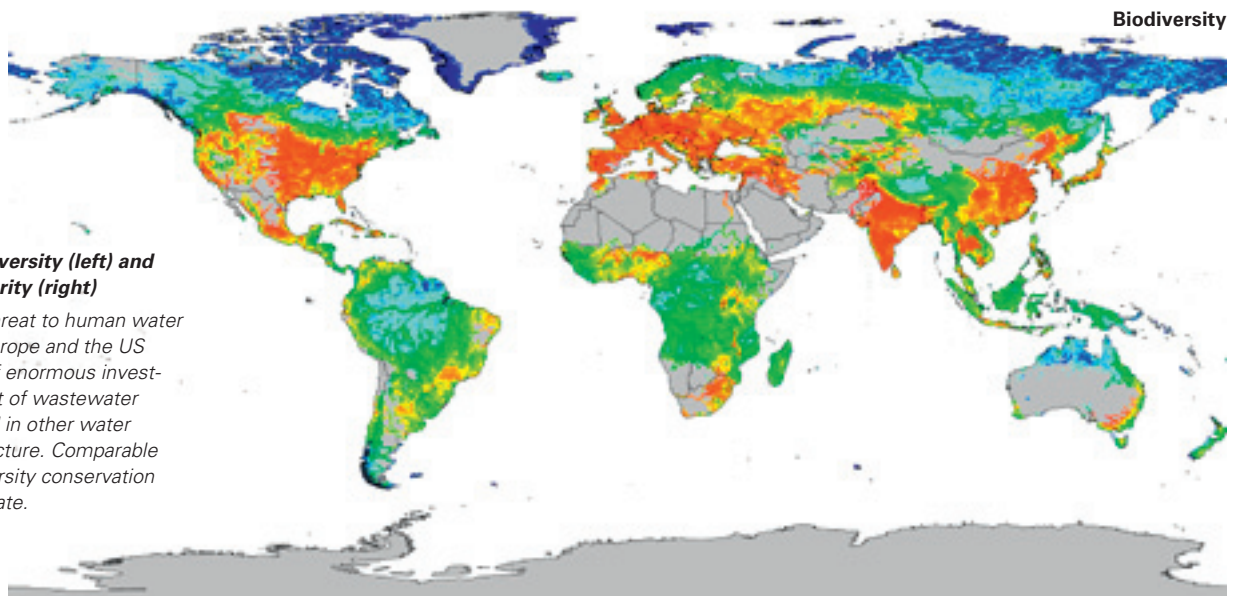 Biodiversity
versity (left) and
rity (right)
reat to human water
rope and the US
f enormous invest-
t of wastewater
l in other water
cture. Comparable
rsity conservation
ate.